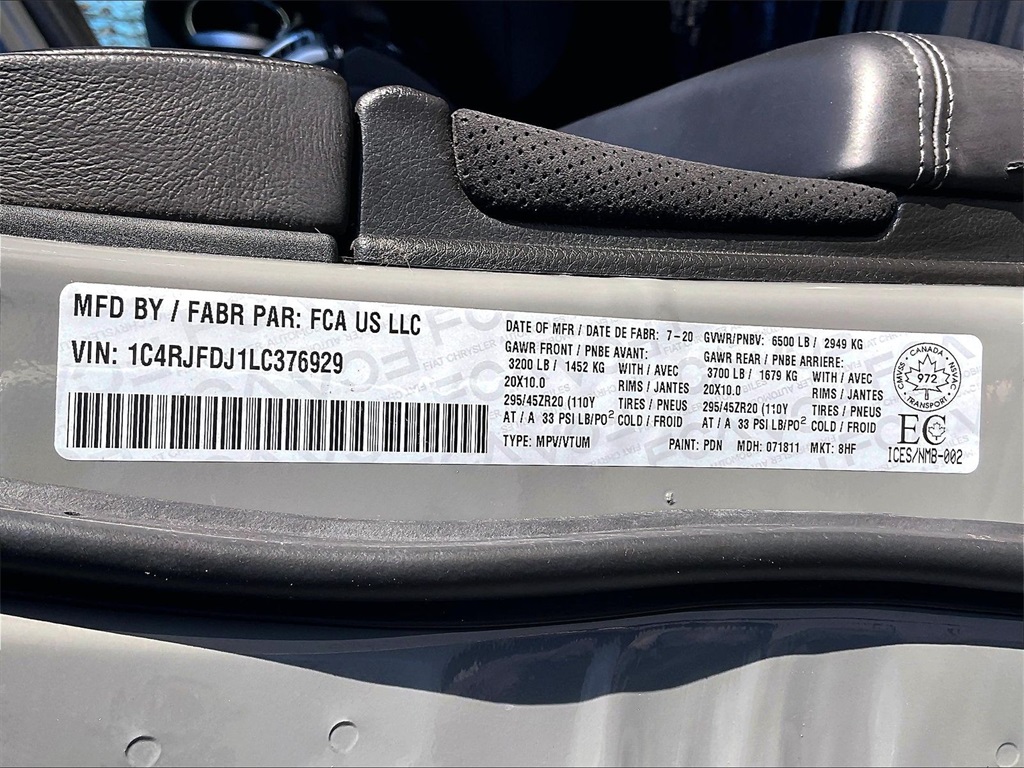 MFD BY / FABR PAR: FCA US LLC
VIN: 1C4RJFDJ1LC376929
DATE OF MFR / DATE DE FABR: 7-20 GVWR/PNBV: 6500 LB / 2949 KG
GAWR FRONT / PNBE AVANT: GAWR REAR / PNBE ARRIERE:
3200 LB / 1452 KG WITH / AVEC 3700 LB / 1679 KG WITH / AVEC
20X10.0 RIMS / JANTES 20X10.0 RIMS / JANTES
295/45ZR20 (110Y TIRES / PNEUS 295/45ZR20 (110Y TIRES / PNEUS
AT / A 33 PSI LB/PO² COLD / FROID AT / A 33 PSI LB/PO² COLD / FROID
TYPE: MPV/VTUM PAINT: PDN MDH: 071811 MKT: 8HF
CANADA
CMVSS
NSVAC
972
TRANSPORT
EC
ICES/NMB-002